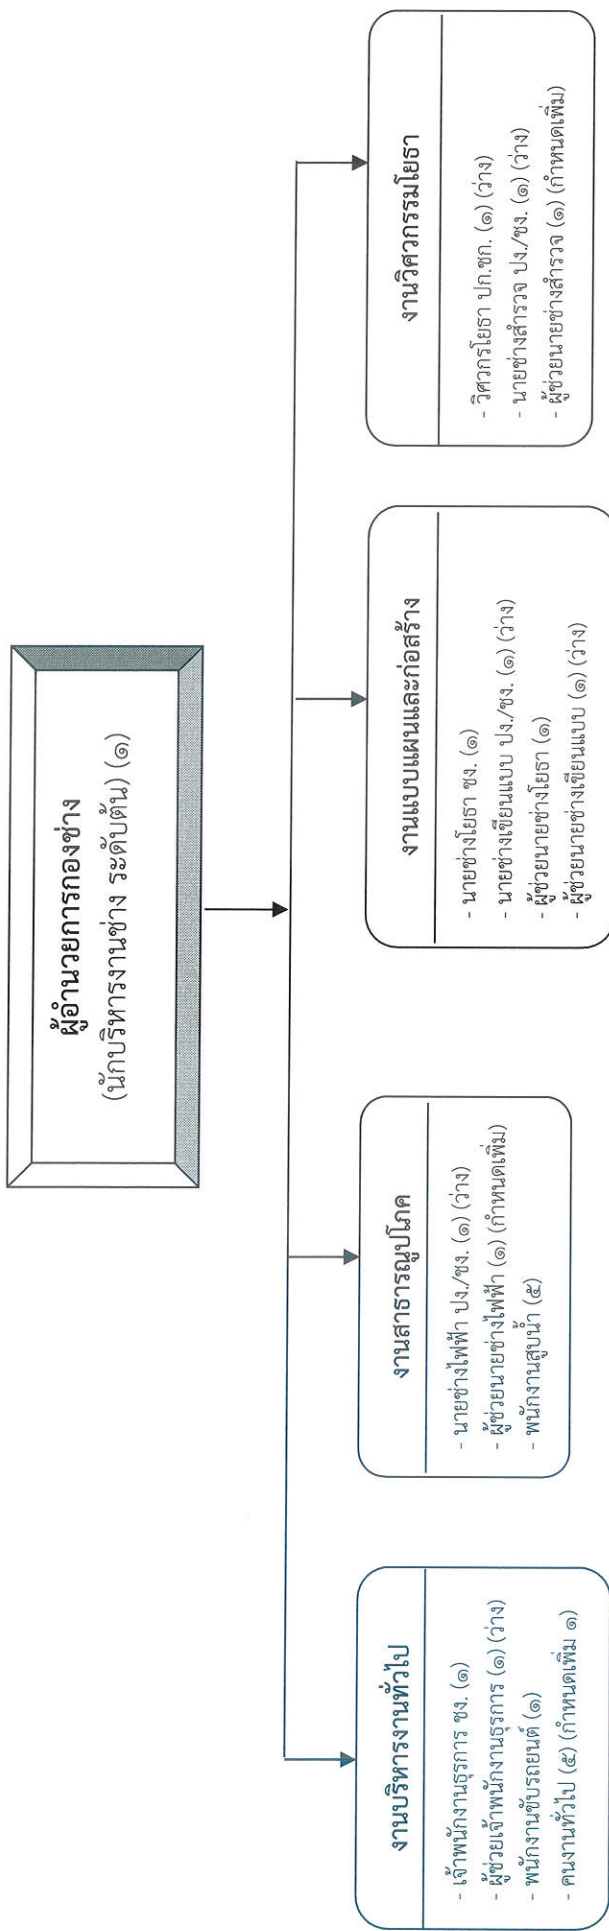 ผู้อำนวยการกองช่าง
(นักบริหารงานช่าง ระดับต้น) (๑)
งานบริหารงานทั่วไป
- เจ้าพนักงานธุรการ ชง. (๑)
- ผู้ช่วยเจ้าพนักงานธุรการ (๑) (ว่าง)
- พนักงานขับรถยนต์ (๑)
- คนงานทั่วไป (๕) (กำหนดเพิ่ม ๑)
งานสาธารณูปโภค
- นายช่างไฟฟ้า ปง./ชง. (๑) (ว่าง)
- ผู้ช่วยนายช่างไฟฟ้า (๑) (กำหนดเพิ่ม)
- พนักงานสูบน้ำ (๕)
งานแบบแผนและก่อสร้าง
- นายช่างโยธา ชง. (๑)
- นายช่างเขียนแบบ ปง./ชง. (๑) (ว่าง)
- ผู้ช่วยนายช่างโยธา (๑)
- ผู้ช่วยนายช่างเขียนแบบ (๑) (ว่าง)
งานวิศวกรรมโยธา
- วิศวกรโยธา ปก.ชก. (๑) (ว่าง)
- นายช่างสำรวจ ปง./ชง. (๑) (ว่าง)
- ผู้ช่วยนายช่างสำรวจ (๑) (กำหนดเพิ่ม)